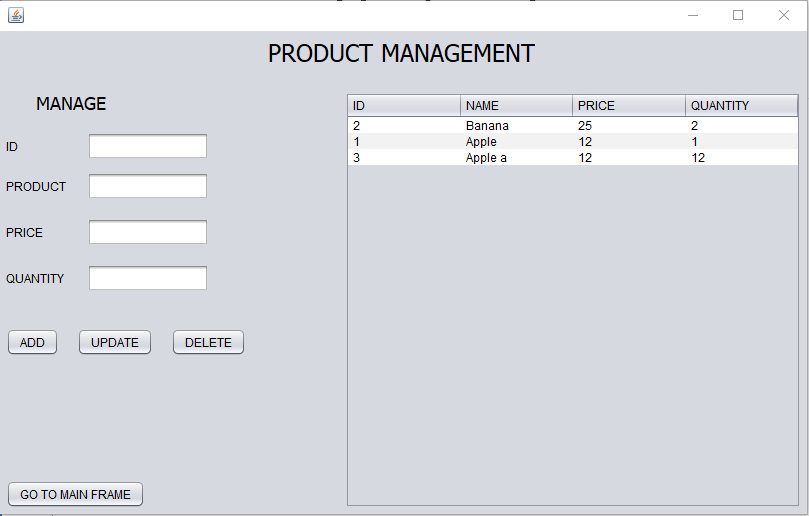 PRODUCT MANAGEMENT
MANAGE
ID
PRODUCT
PRICE
QUANTITY
ADD UPDATE DELETE
GO TO MAIN FRAME
ID NAME PRICE QUANTITY
2 Banana 25 2
1 Apple 12 1
3 Apple a 12 12